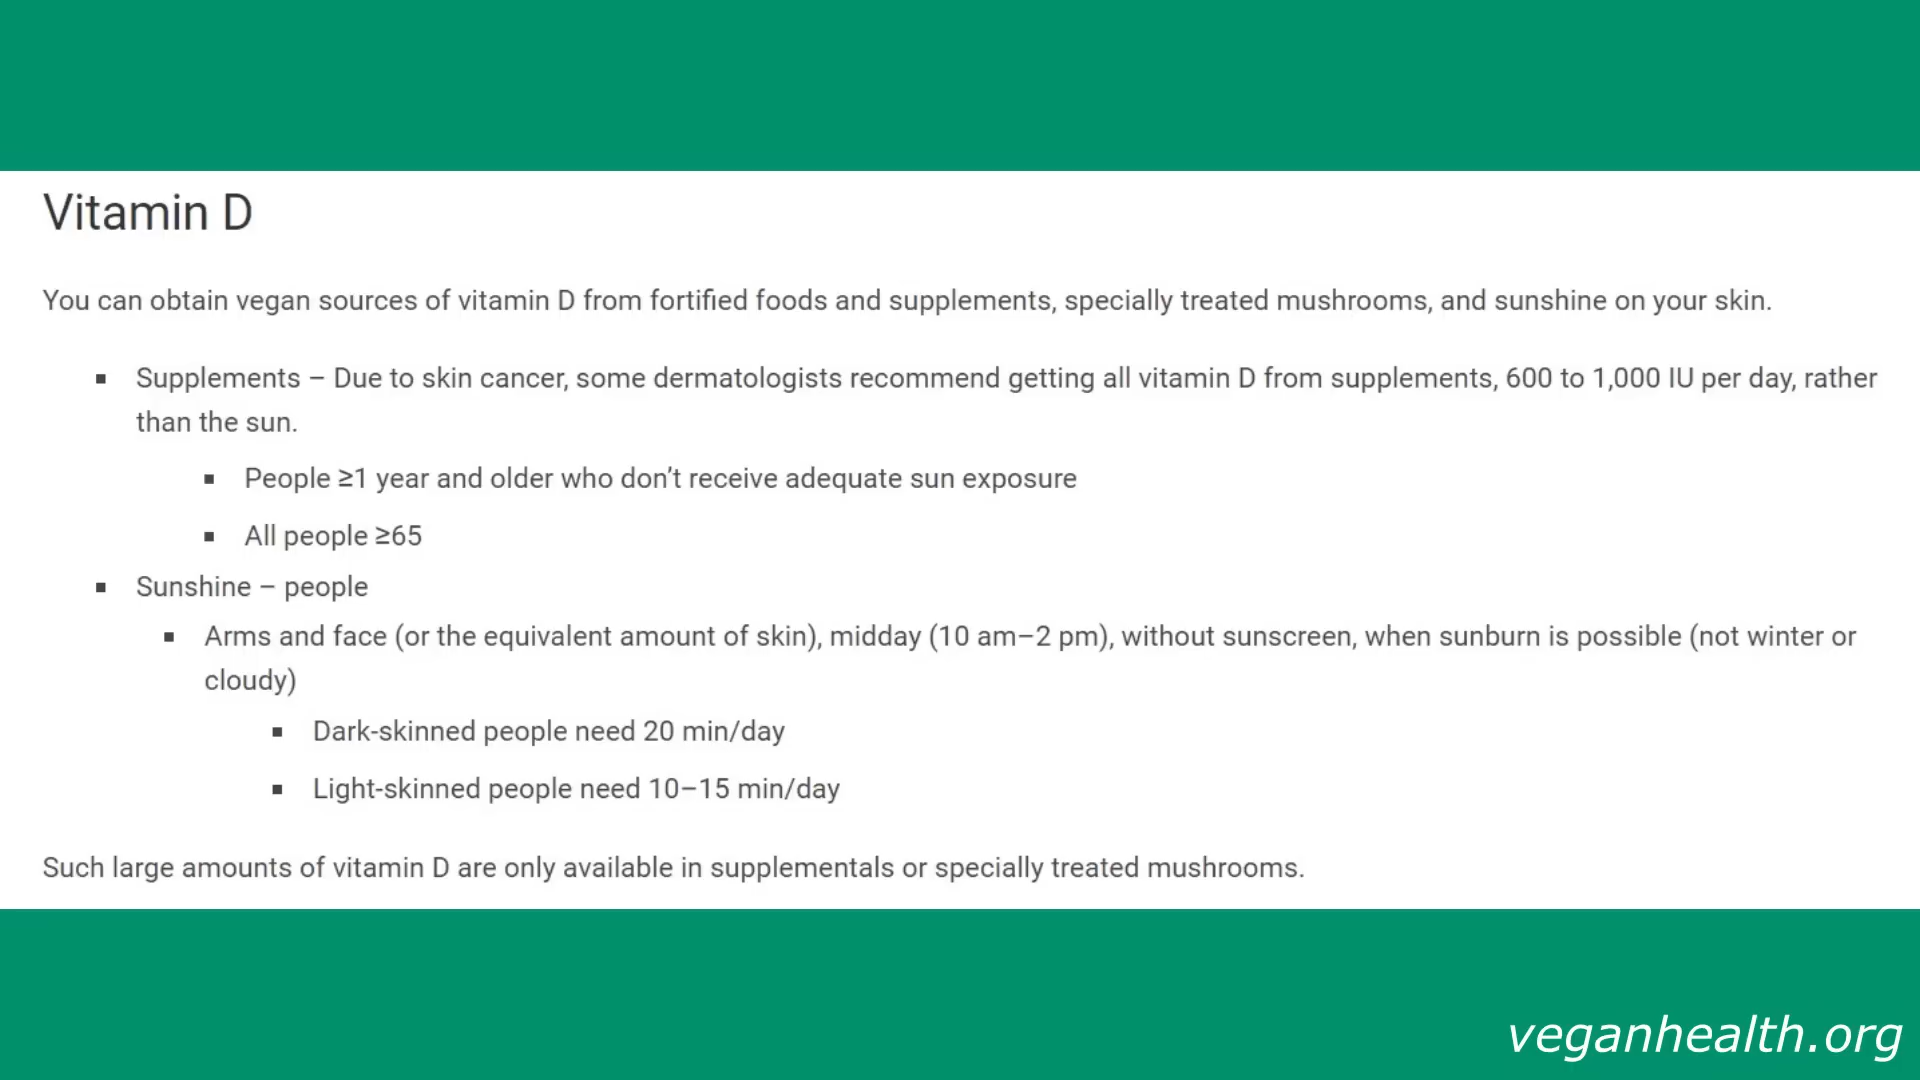 Vitamin D
You can obtain vegan sources of vitamin D from fortified foods and supplements, specially treated mushrooms, and sunshine on your skin.
▪ Supplements – Due to skin cancer, some dermatologists recommend getting all vitamin D from supplements, 600 to 1,000 IU per day, rather
than the sun.
▪ People ≥1 year and older who don’t receive adequate sun exposure
▪ All people ≥65
▪ Sunshine – people
▪ Arms and face (or the equivalent amount of skin), midday (10 am–2 pm), without sunscreen, when sunburn is possible (not winter or
cloudy)
▪ Dark-skinned people need 20 min/day
▪ Light-skinned people need 10–15 min/day
Such large amounts of vitamin D are only available in supplementals or specially treated mushrooms.
veganhealth.org